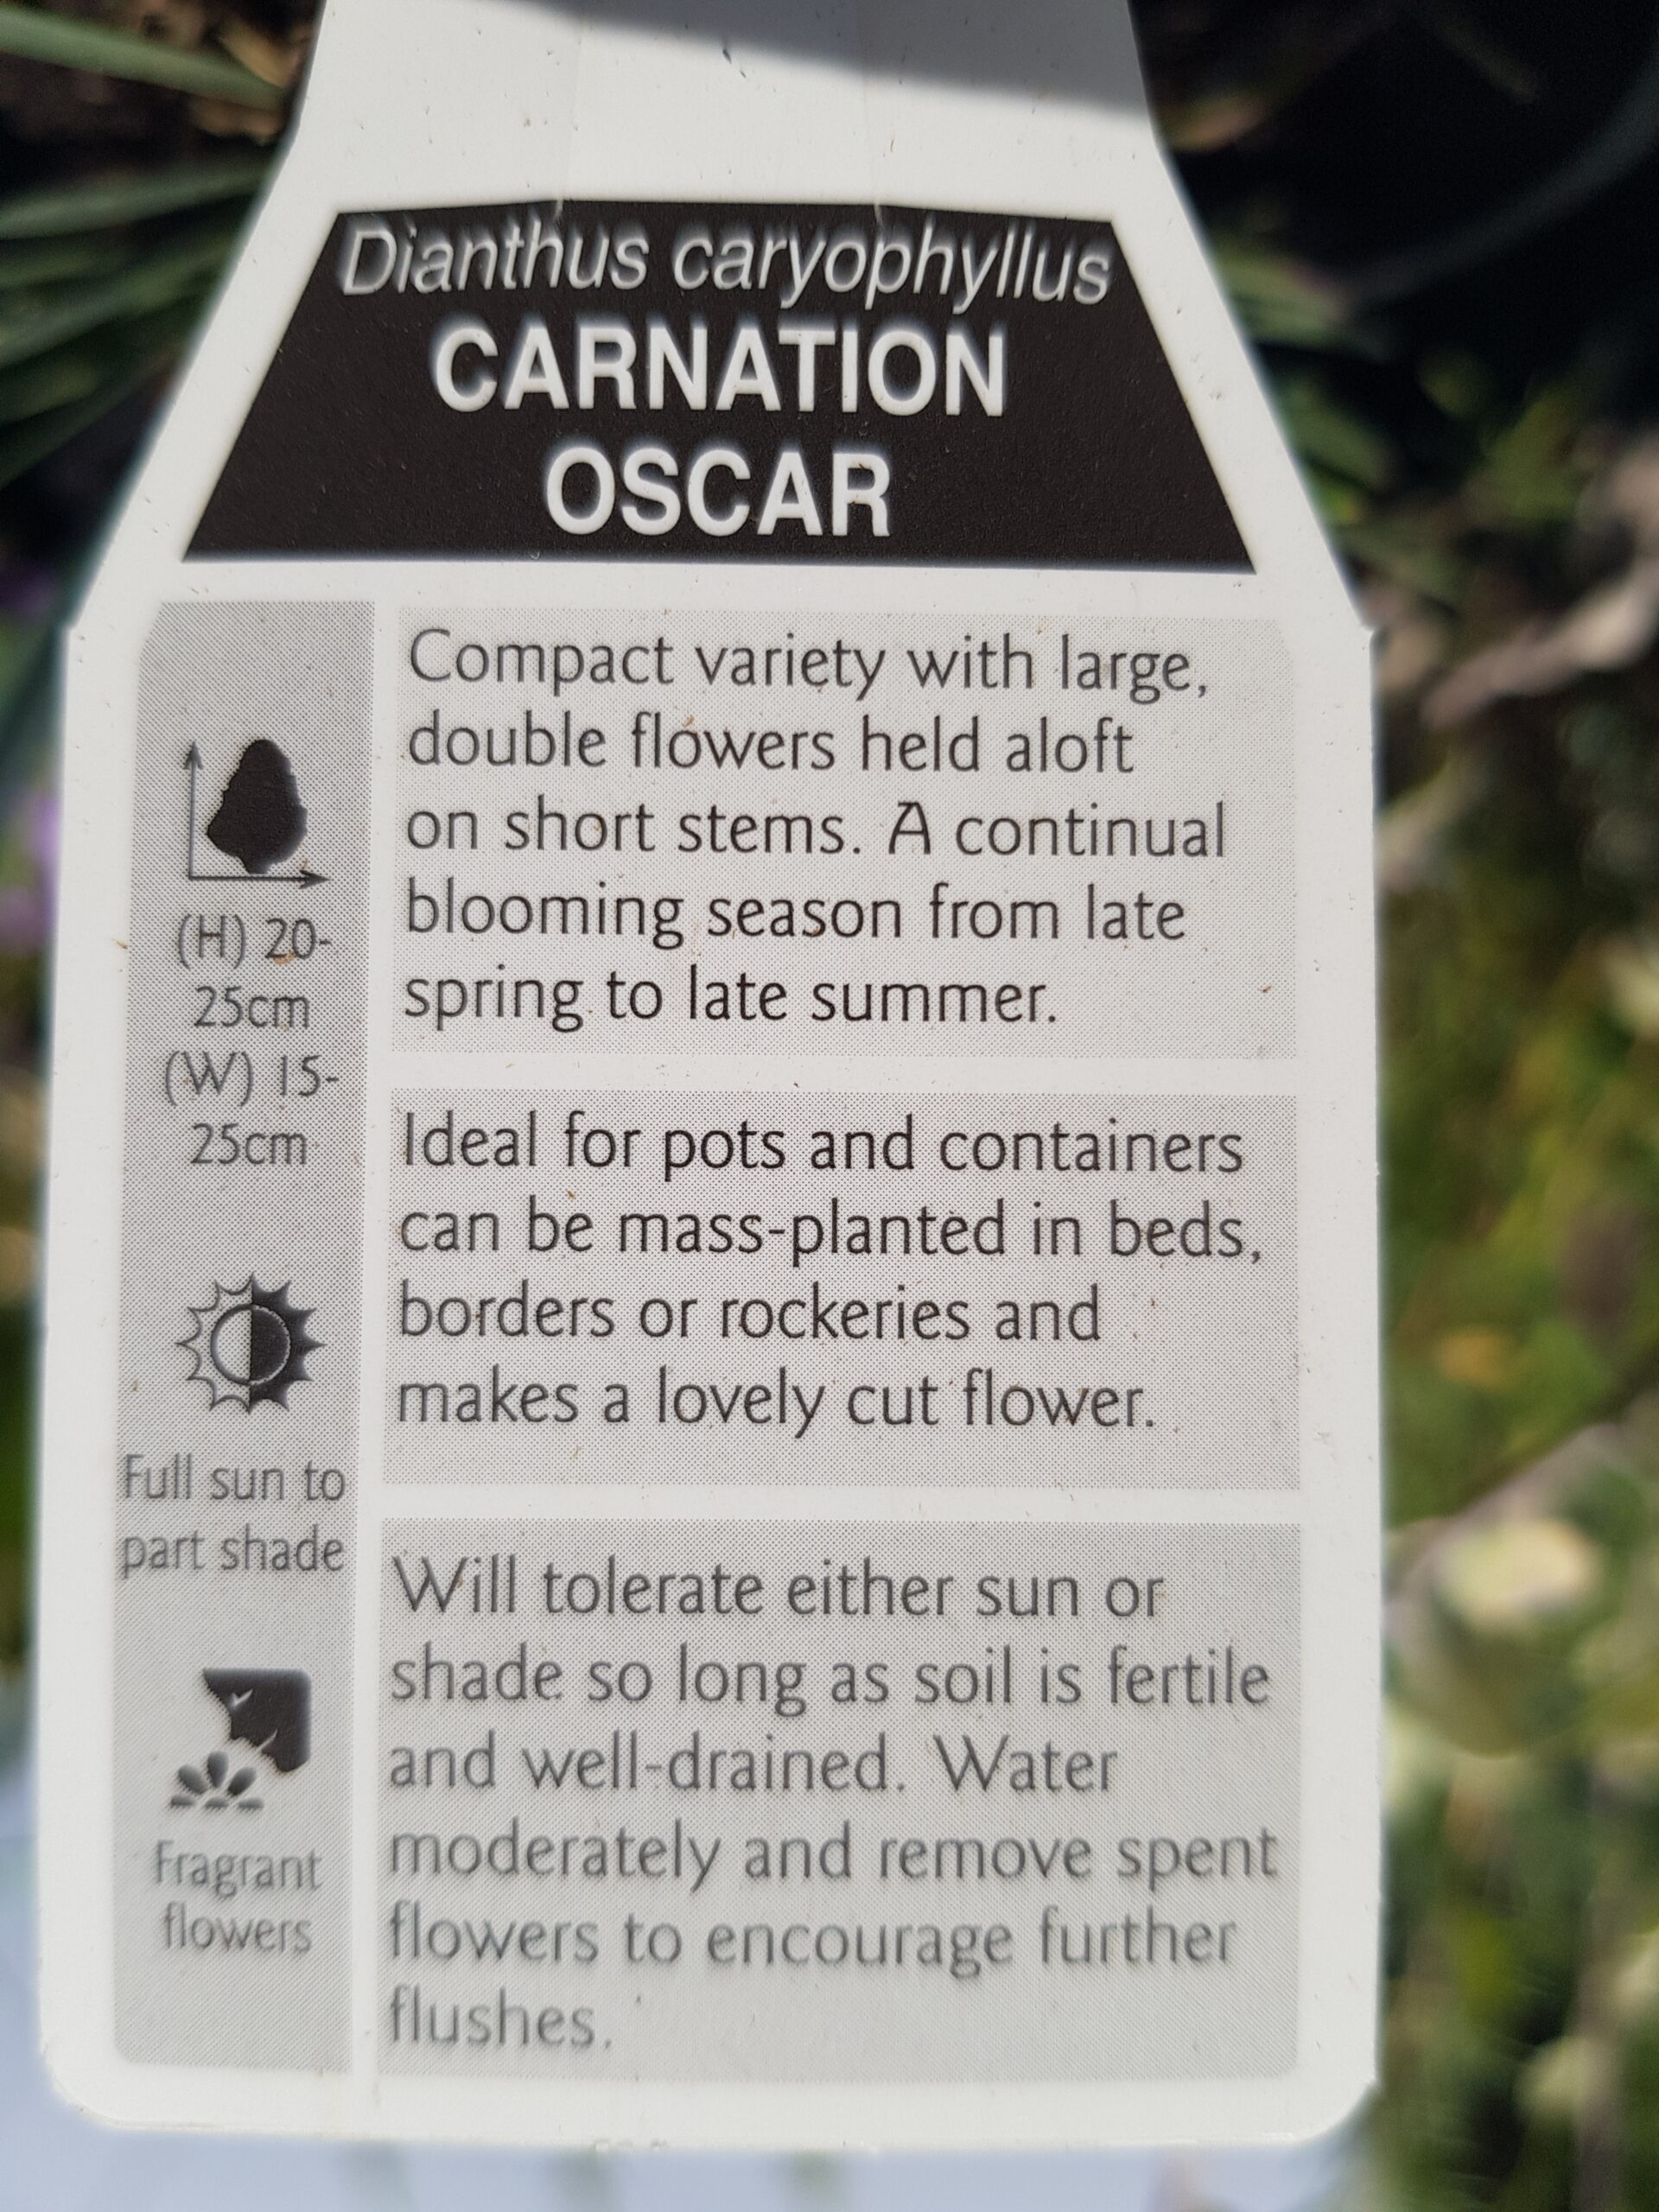 Dianthus caryophyllus
CARNATION
OSCAR
Compact variety with large,
double flowers held aloft
on short stems. A continual
blooming season from late
spring to late summer.
(H) 20-
25cm
(W) 15-
25cm
Ideal for pots and containers
can be mass-planted in beds,
borders or rockeries and
makes a lovely cut flower.
Full sun to
part shade
Will tolerate either sun or
shade so long as soil is fertile
and well-drained. Water
moderately and remove spent
flowers to encourage further
flushes.
Fragrant
flowers